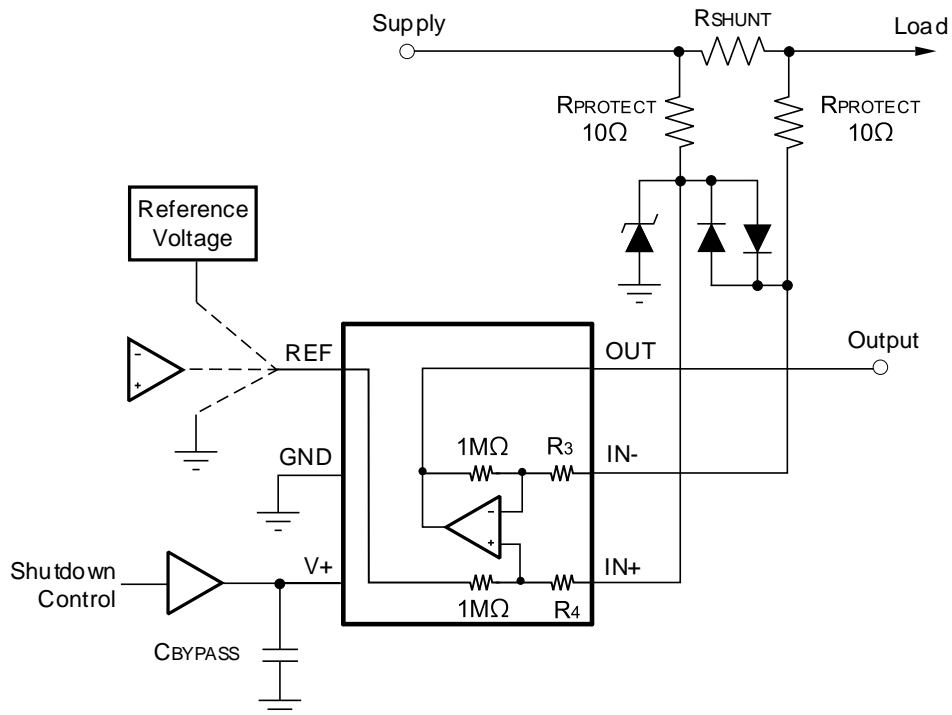 Supply
RSHUNT
Load
RPROTECT
10Ω
RPROTECT
10Ω
Reference
Voltage
REF
OUT
Output
-
+
GND
1MΩ
R3
IN-
-
+
Shutdown
Control
V+
1MΩ
R4
IN+
CBYPASS